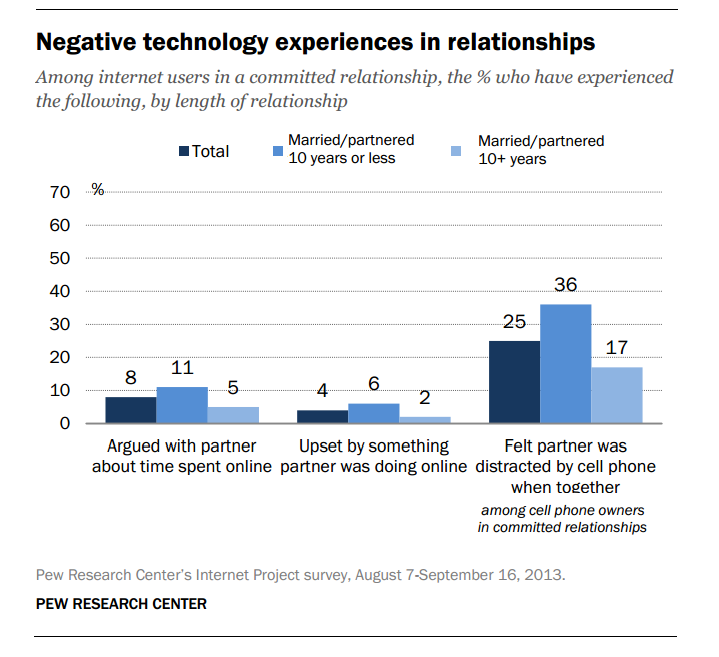 Negative technology experiences in relationships
Among internet users in a committed relationship, the % who have experienced
the following, by length of relationship
Total
Married/partnered
10 years or less
Married/partnered
10+ years
70
%
60
50
40
30
20
10
0
8
11
5
4
6
2
25
36
17
Argued with partner
about time spent online
Upset by something
partner was doing online
Felt partner was
distracted by cell phone
when together
among cell phone owners
in committed relationships
Pew Research Center's Internet Project survey, August 7-September 16, 2013.
PEW RESEARCH CENTER